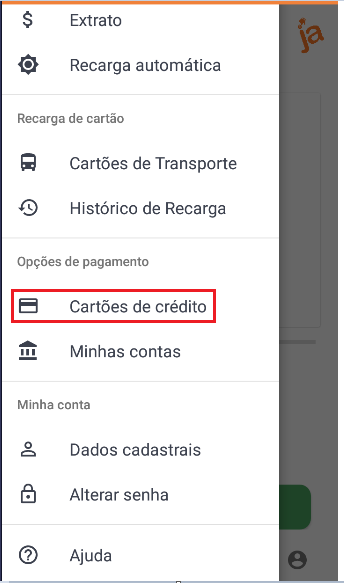 Extrato
Recarga automática
Recarga de cartão
Cartões de Transporte
Histórico de Recarga
Opções de pagamento
Cartões de crédito
Minhas contas
Minha conta
Dados cadastrais
Alterar senha
Ajuda
ja